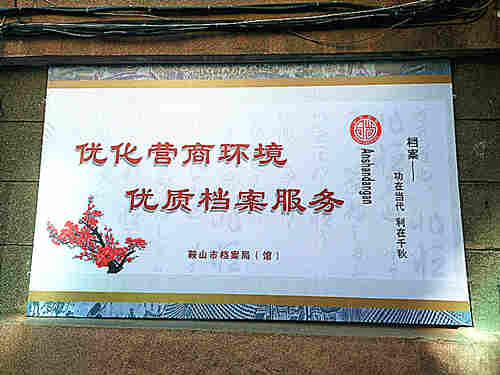 优化营商环境
优质档案服务
鞍山市档案局（馆）
Anshandangan
档案——
功在当代 利在千秋